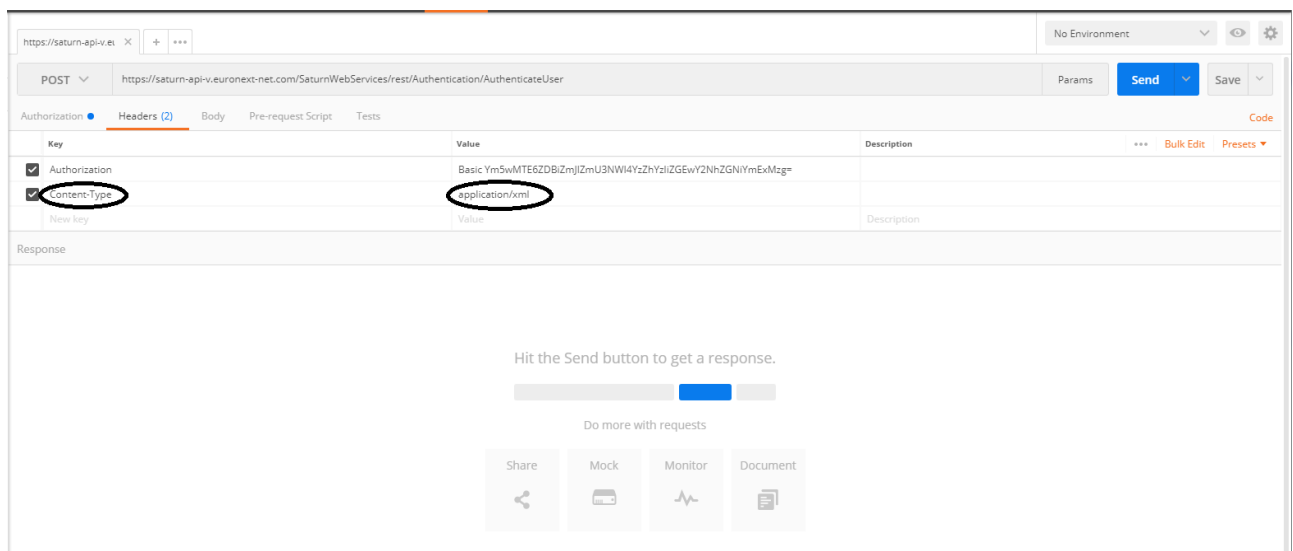 https://saturn-api-v.eu
No Environment
POST https://saturn-api-v.euronext-net.com/SaturnWebServices/rest/Authentication/AuthenticateUser Params Send Save
Authorization Headers (2) Body Pre-request Script Tests Code
Key Value Description Bulk Edit Presets
Authorization Basic Ym5wMTE6ZDBiZmJlZmU3NWI4YzZhYzliZGEwY2NhZGNiYmExMzg=
Content-Type application/xml
New key Value Description
Response
Hit the Send button to get a response.
Do more with requests
Share Mock Monitor Document